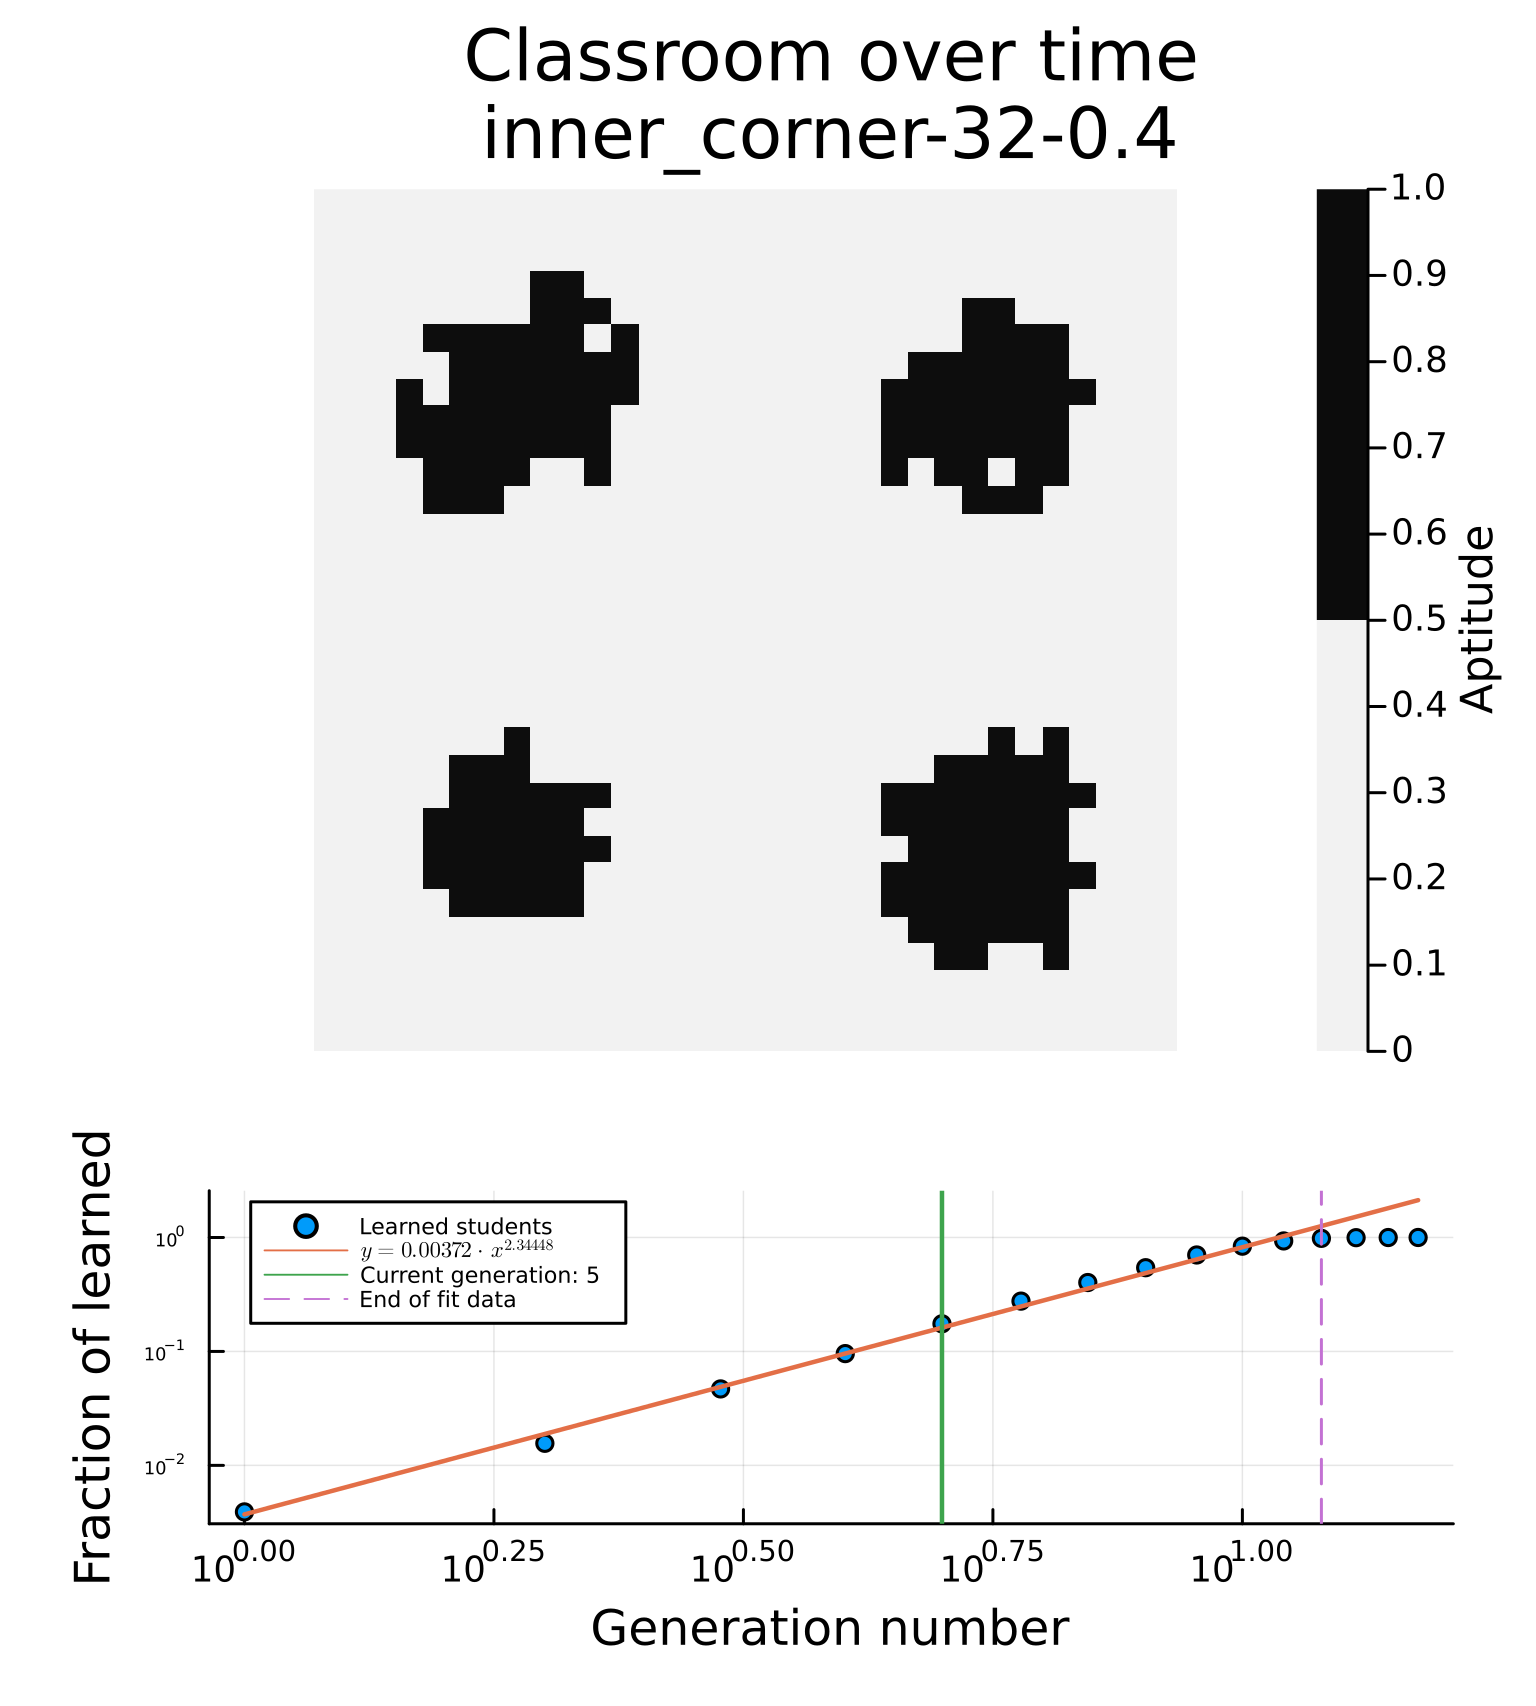 Classroom over time
inner_corner-32-0.4
1.0
0.9
0.8
0.7
0.6
0.5
0.4
0.3
0.2
0.1
0
Aptitude
Fraction of learned
10⁰
10⁻¹
10⁻²
Learned students
y = 0.00372 · x^2.34448
Current generation: 5
End of fit data
10^0.00 10^0.25 10^0.50 10^0.75 10^1.00
Generation number